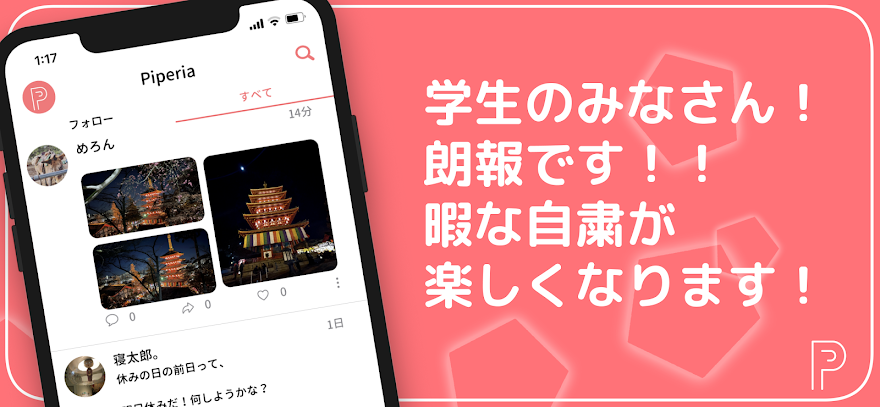 1:17
Piperia
フォロー
すべて
めろん
14分
0
0
0
寝太郎。
1日
休みの日の前日って、
明日休みだ！何しようかな？
学生のみなさん！
朗報です！！
暇な自粛が
楽しくなります！